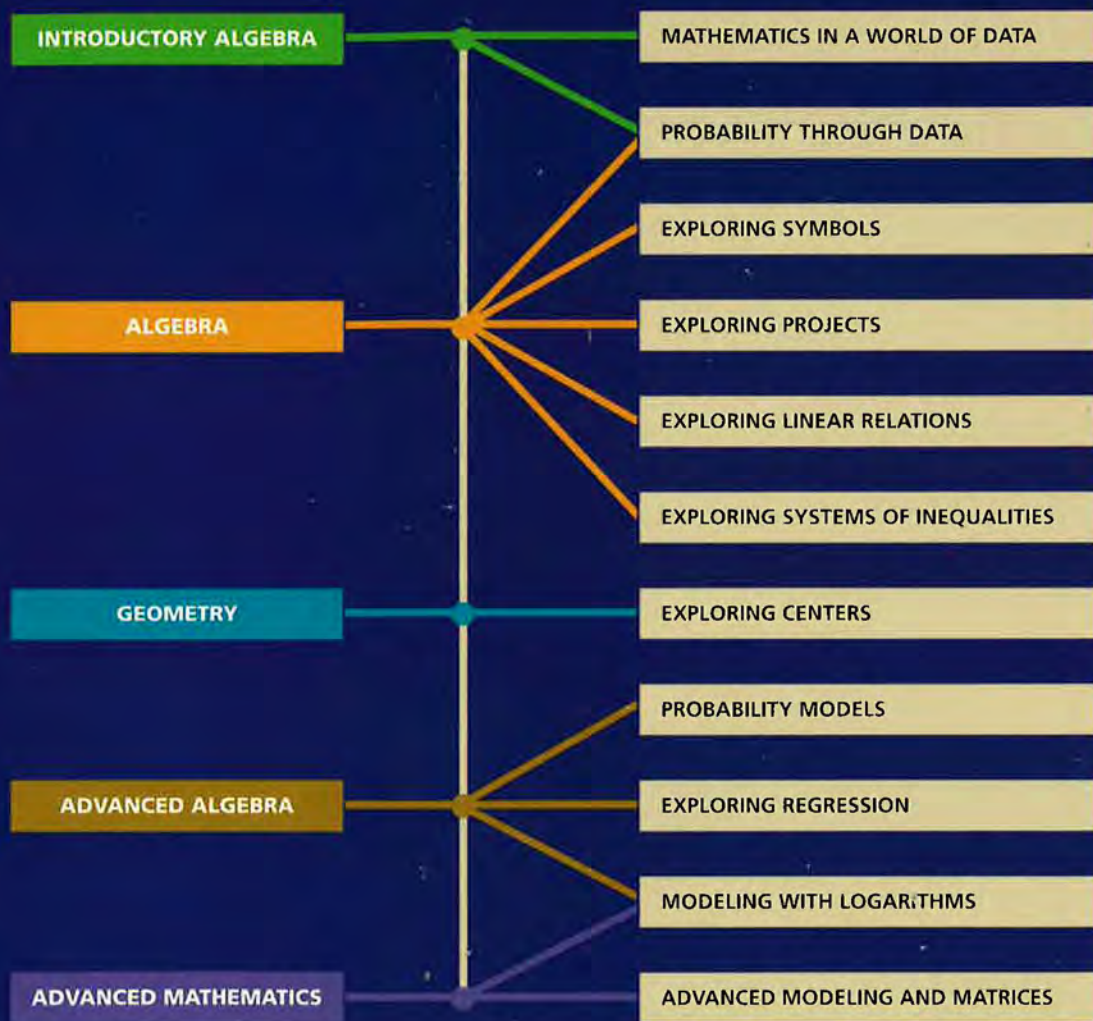 INTRODUCTORY ALGEBRA
MATHEMATICS IN A WORLD OF DATA
PROBABILITY THROUGH DATA
EXPLORING SYMBOLS
ALGEBRA
EXPLORING PROJECTS
EXPLORING LINEAR RELATIONS
EXPLORING SYSTEMS OF INEQUALITIES
GEOMETRY
EXPLORING CENTERS
PROBABILITY MODELS
ADVANCED ALGEBRA
EXPLORING REGRESSION
MODELING WITH LOGARITHMS
ADVANCED MATHEMATICS
ADVANCED MODELING AND MATRICES